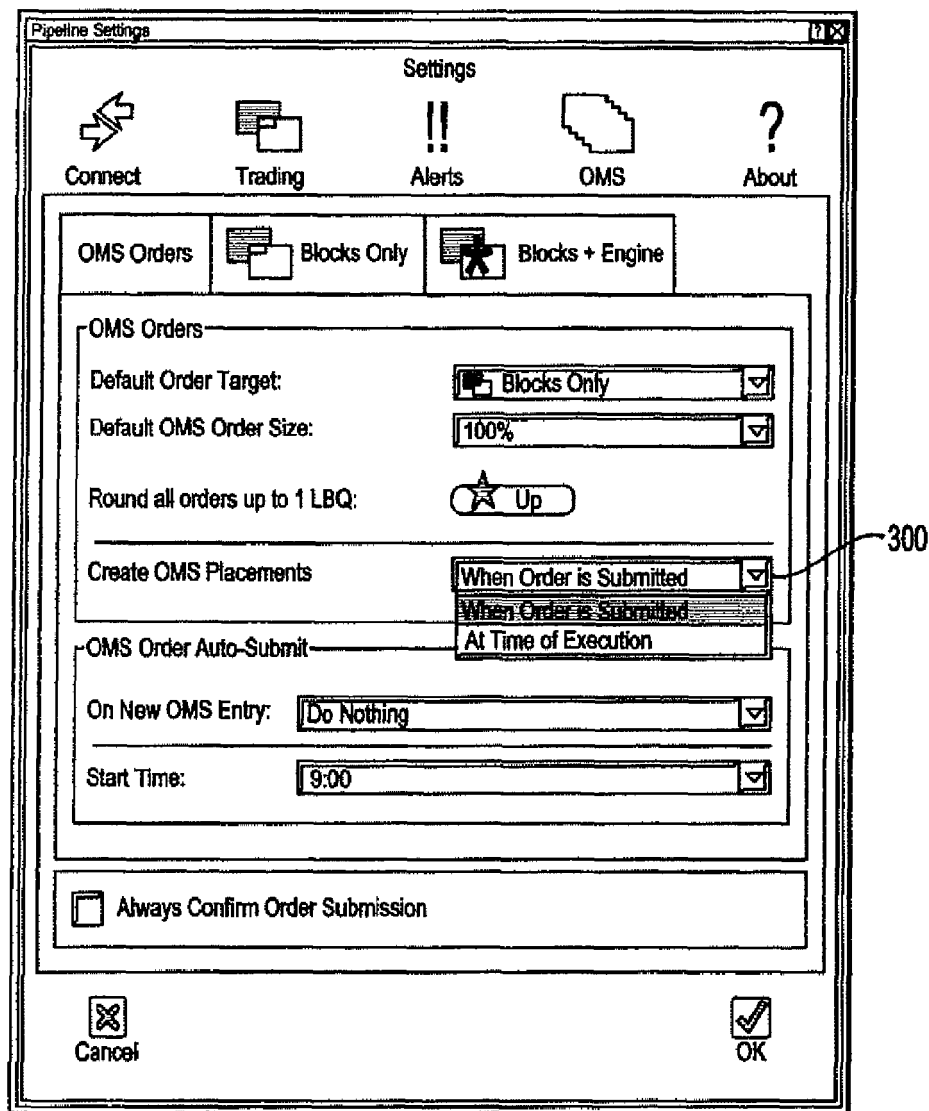 Pipeline Settings ? X
Settings
!! ?
Connect Trading Alerts OMS About
OMS Orders Blocks Only Blocks + Engine
OMS Orders
Default Order Target: Blocks Only
Default OMS Order Size: 100%
Round all orders up to 1 LBQ: Up
300
Create OMS Placements When Order is Submitted
When Order is Submitted
At Time of Execution
OMS Order Auto-Submit
On New OMS Entry: Do Nothing
Start Time: 9:00
Always Confirm Order Submission
Cancel OK